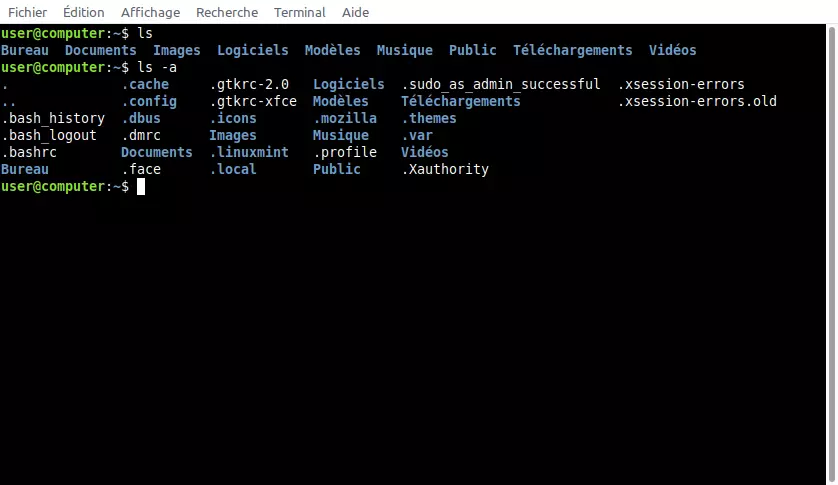 Fichier Édition Affichage Recherche Terminal Aide
user@computer:~$ ls
Bureau Documents Images Logiciels Modèles Musique Public Téléchargements Vidéos
user@computer:~$ ls -a
. .cache .gtkrc-2.0 Logiciels .sudo_as_admin_successful .xsession-errors
.. .config .gtkrc-xfce Modèles Téléchargements .xsession-errors.old
.bash_history .dbus .icons .mozilla .themes
.bash_logout .dmrc Images Musique .var
.bashrc Documents .linuxmint .profile Vidéos
Bureau .face .local Public .Xauthority
user@computer:~$